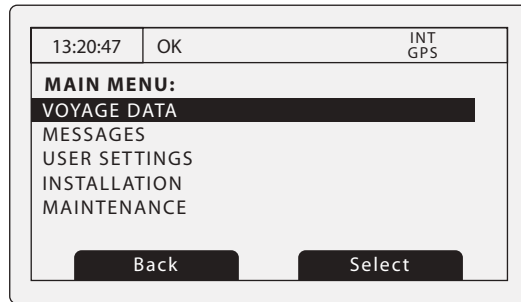 13:20:47 OK INT
GPS
MAIN MENU:
VOYAGE DATA
MESSAGES
USER SETTINGS
INSTALLATION
MAINTENANCE
Back Select